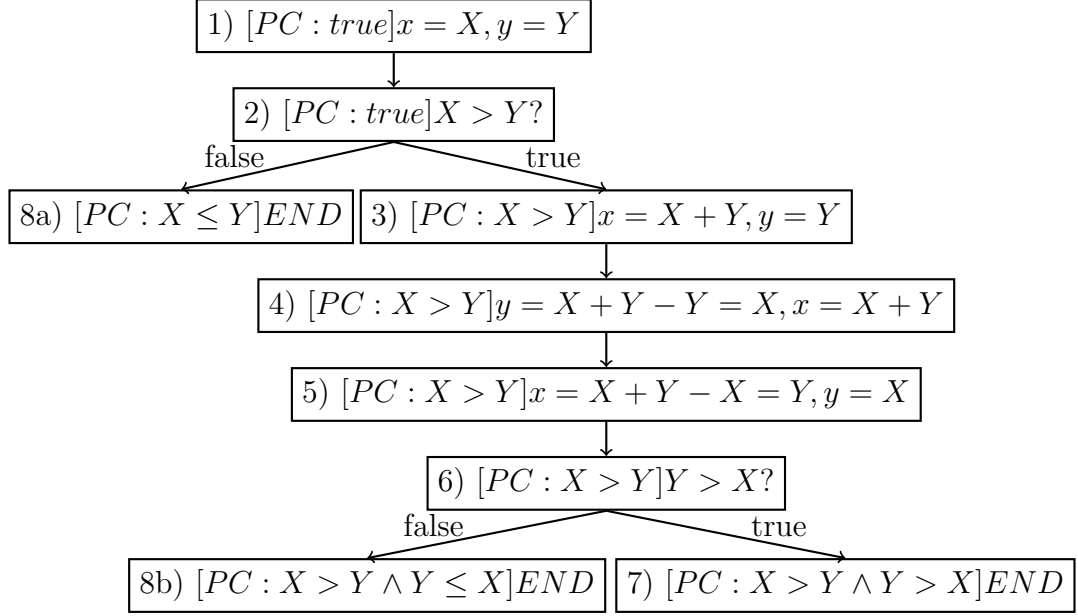 1) [PC : true]x = X, y = Y
2) [PC : true]X > Y?
false
true
8a) [PC : X ≤ Y]END
3) [PC : X > Y]x = X + Y, y = Y
4) [PC : X > Y]y = X + Y − Y = X, x = X + Y
5) [PC : X > Y]x = X + Y − X = Y, y = X
6) [PC : X > Y]Y > X?
false
true
8b) [PC : X > Y ∧ Y ≤ X]END
7) [PC : X > Y ∧ Y > X]END